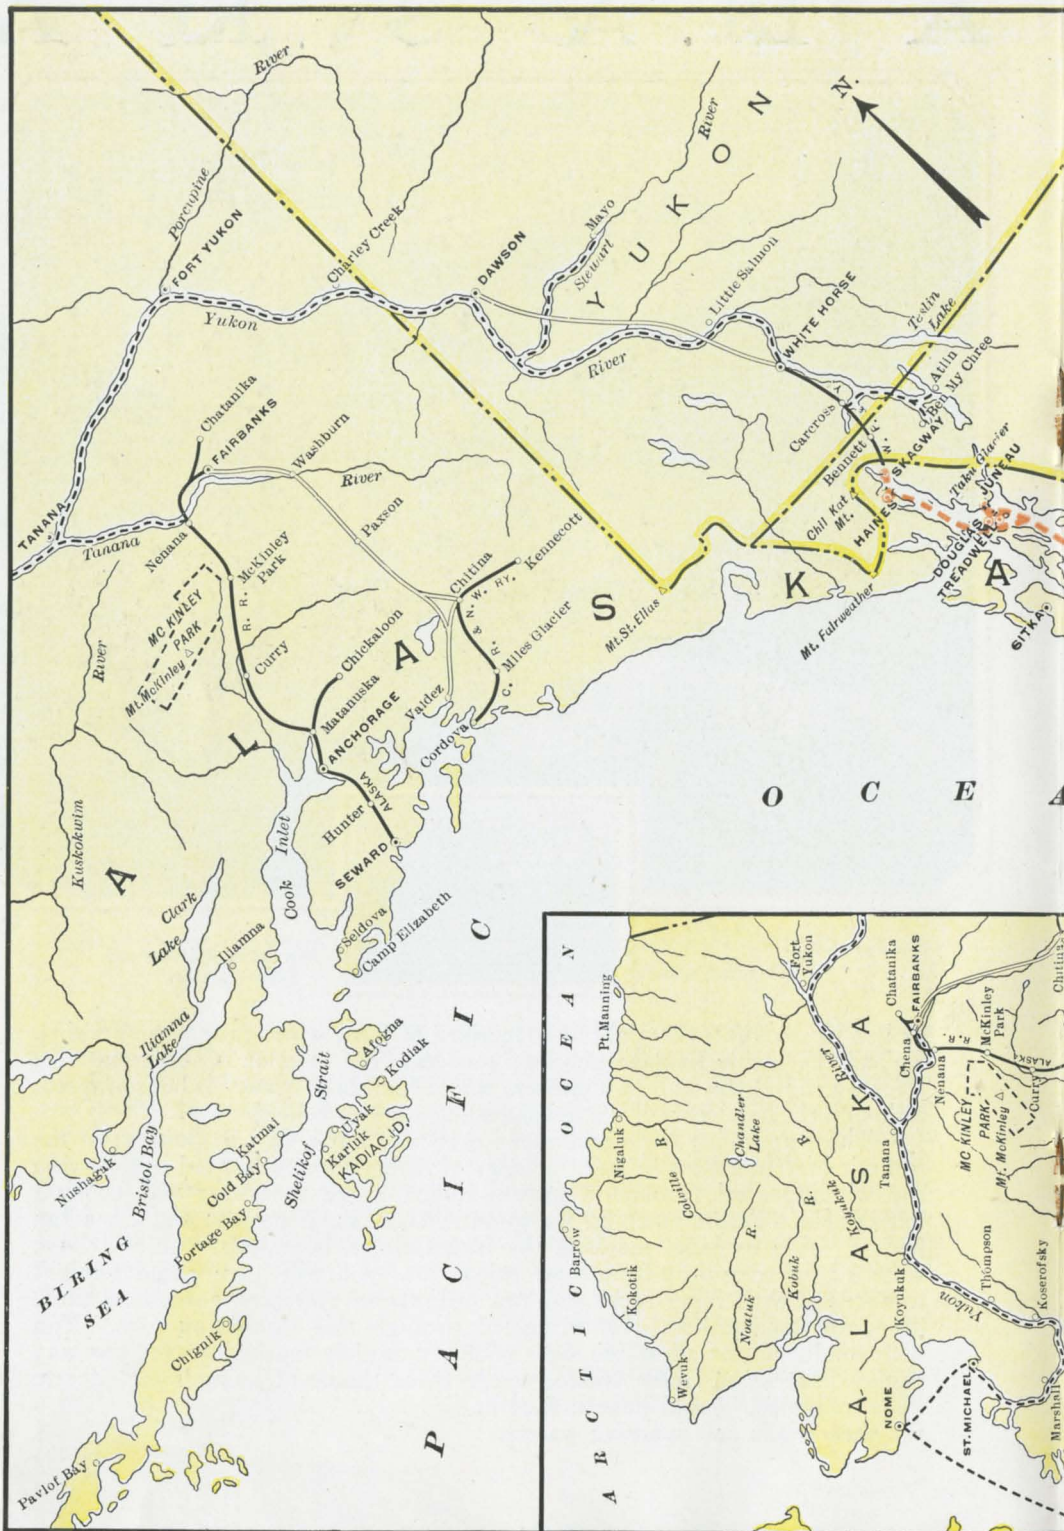 River
Porcupine
FORT YUKON
Charley Creek
Yukon
DAWSON
Mayo
Stewart
River
YUKON
N.
Little Salmon
WHITE HORSE
River
Teslin
Lake
Atlin
Ben My Chree
Carcross
W.
P.
Y.
Bennett
SKAGWAY
Taku Glacier
JUNEAU
Chil Kat
Mt.
HAINES
DOUGLAS
TREADWELL
SITKA
Mt. Fairweather
Mt. St. Elias
Chatanika
FAIRBANKS
Washburn
River
Paxson
TANANA
Tanana
Nenana
McKinley
Park
R. R.
MC KINLEY
PARK
Mt. McKinley
River
Curry
Chickaloon
Matanuska
ANCHORAGE
Chitina
Kennecott
C. R. & N. W. RY.
Miles Glacier
Valdez
Cordova
ALASKA
Hunter
SEWARD
Inlet
Cook
Kuskokwim
ALASKA
Clark
Lake
Iliamna
Seldova
Camp Elizabeth
Iliamna
Lake
Afogna
Kodiak
Strait
Uyak
Karluk
KADIAC ID.
Shelikof
Katmai
Cold Bay
Portage Bay
Nushagak
Bristol Bay
BERING
SEA
Chignik
Pavlof Bay
PACIFIC
OCEA
ARCTIC OCEAN
Pt. Manning
Fort
Yukon
Chatanika
FAIRBANKS
Chitina
River
Chena
Nenana
McKinley
Park
R. R.
ALASKA
Curry
MC KINLEY
PARK
Mt. McKinley
Nigaluk
Chandler
Lake
Colville
R.
R.
Koyukuk
Tanana
Barrow
Kokotik
Noatuk
R.
Kobuk
R.
ALASKA
Koyukuk
Yukon
Thompson
Koserofsky
Wevuk
NOME
ST. MICHAEL
Marshall